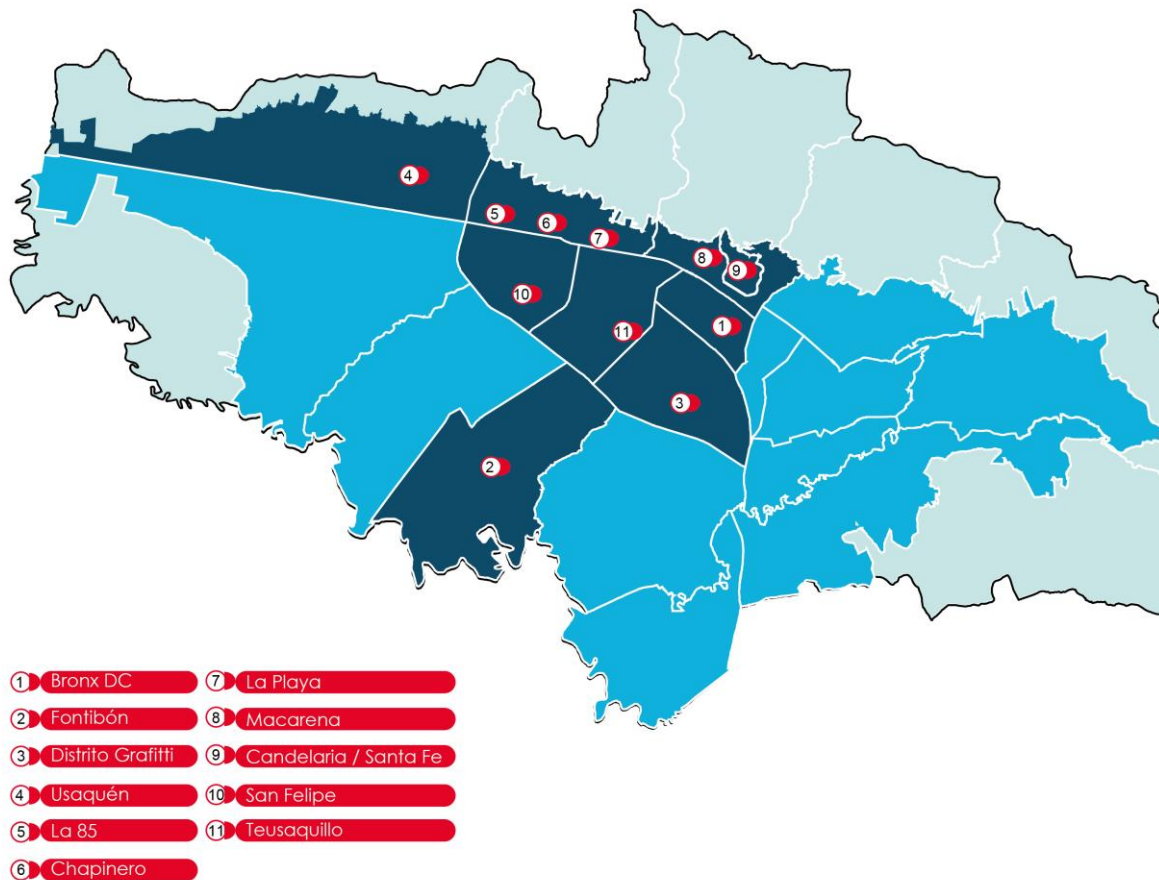 4
5
6
7
8
9
10
11
1
3
2
1 Bronx DC
2 Fontibón
3 Distrito Grafitti
4 Usaquén
5 La 85
6 Chapinero
7 La Playa
8 Macarena
9 Candelaria / Santa Fe
10 San Felipe
11 Teusaquillo